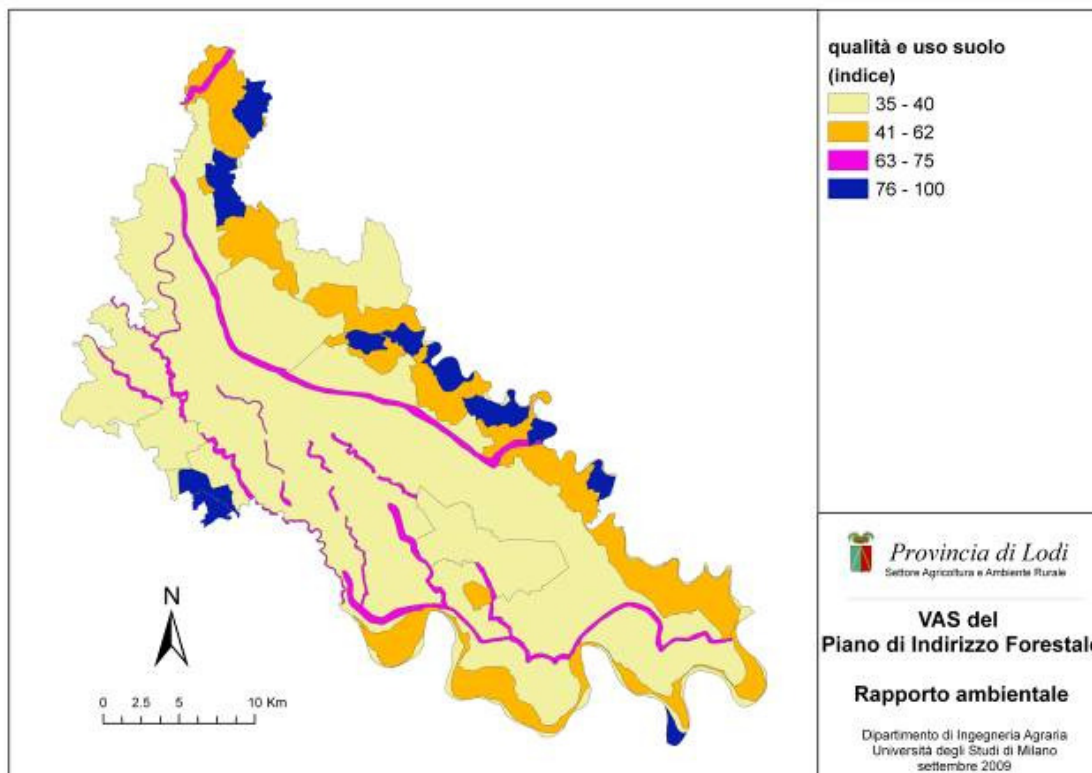 qualità e uso suolo
(indice)
35 - 40
41 - 62
63 - 75
76 - 100
N
0 2.5 5 10 Km
Provincia di Lodi
Settore Agricoltura e Ambiente Rurale
VAS del
Piano di Indirizzo Forestale
Rapporto ambientale
Dipartimento di Ingegneria Agraria
Università degli Studi di Milano
settembre 2009